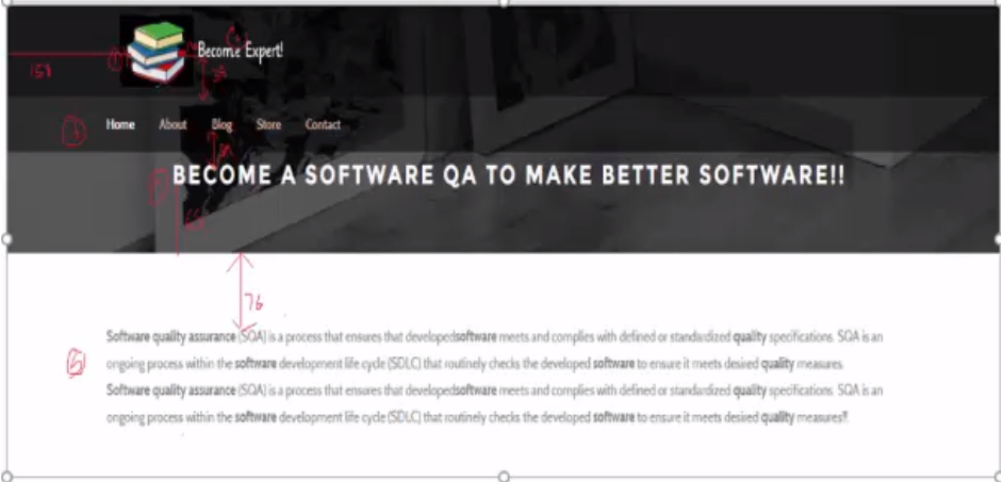 Become Expert!
151
Home About Blog Store Contact
BECOME A SOFTWARE QA TO MAKE BETTER SOFTWARE!!
76
Software quality assurance (SQA) is a process that ensures that developedsoftware meets and complies with defined or standardized quality specifications. SQA is an
5
ongoing process within the software development life cycle (SDLC) that routinely checks the developed software to ensure it meets desired quality measures.
Software quality assurance (SQA) is a process that ensures that developedsoftware meets and complies with defined or standardized quality specifications. SQA is an
ongoing process within the software development life cycle (SDLC) that routinely checks the developed software to ensure it meets desired quality measures!!.